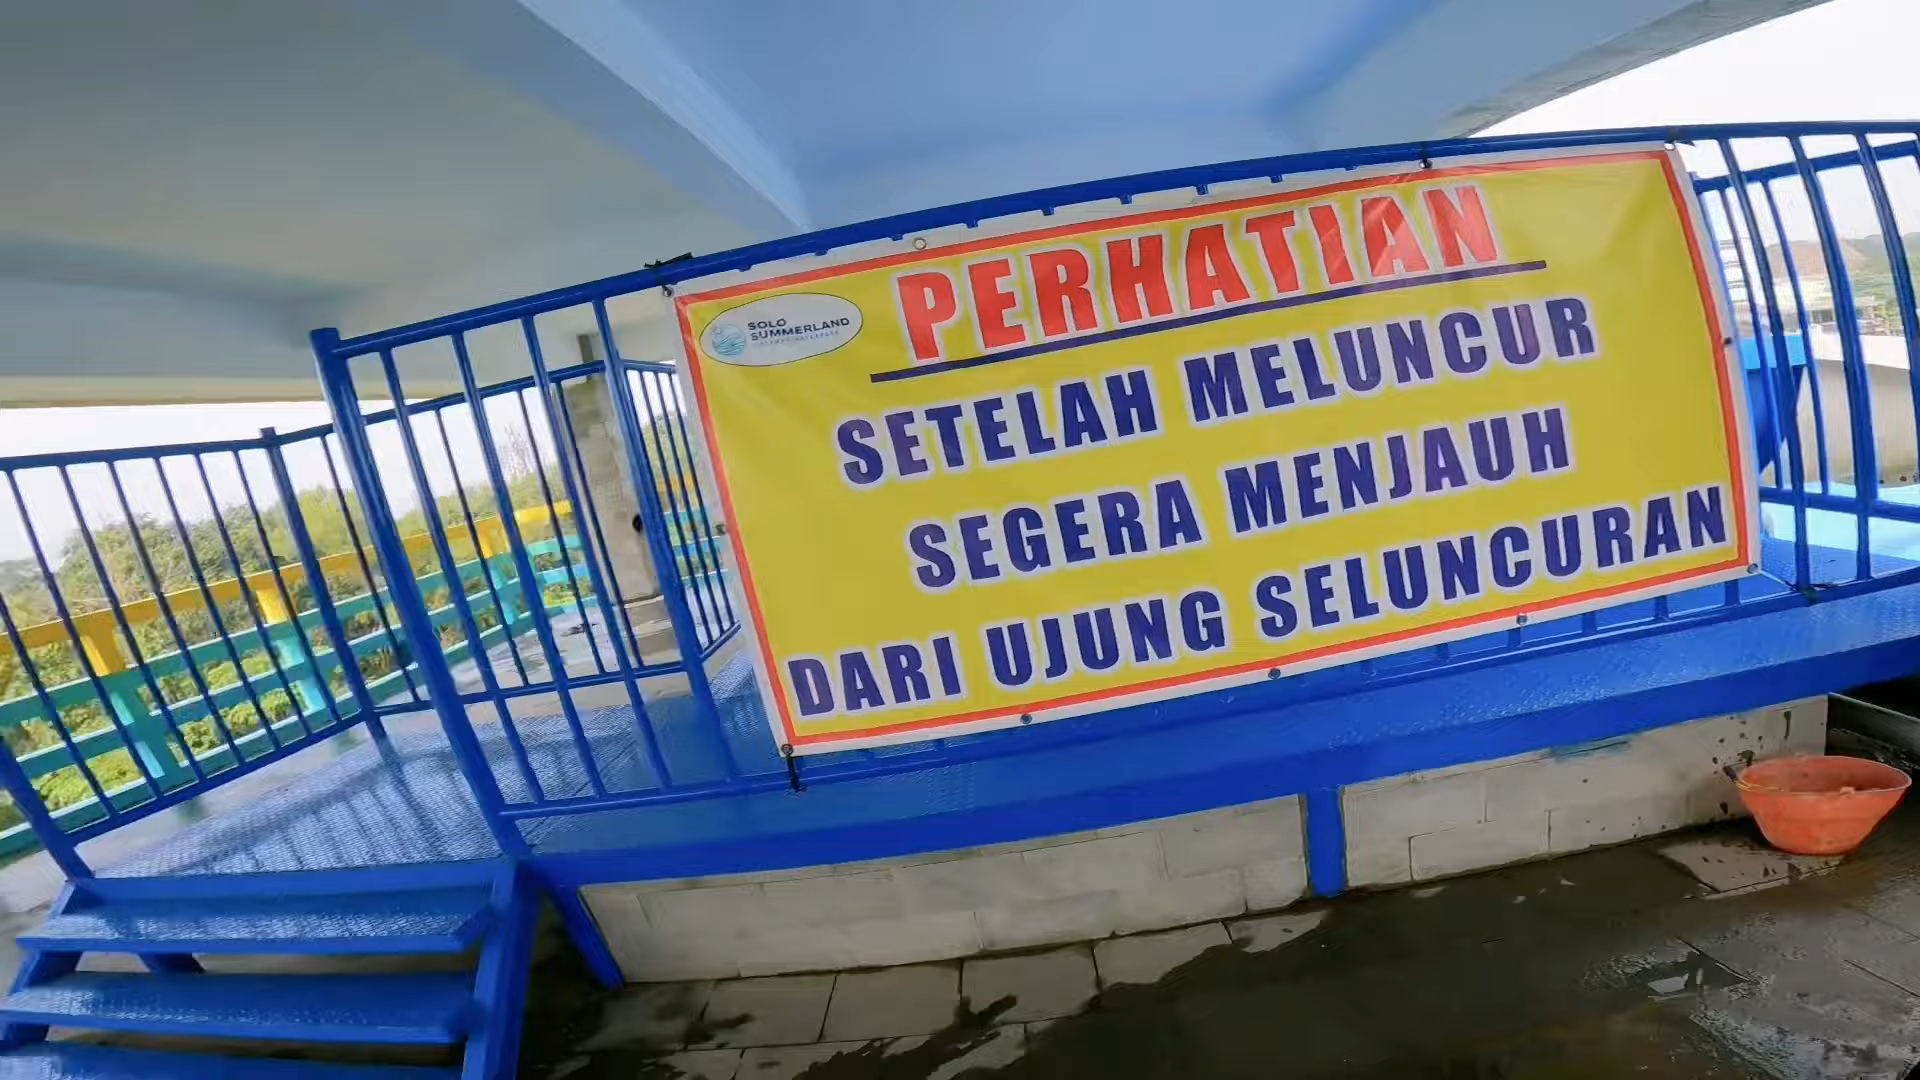 SOLO
SUMMERLAND
PERHATIAN
SETELAH MELUNCUR
SEGERA MENJAUH
DARI UJUNG SELUNCURAN